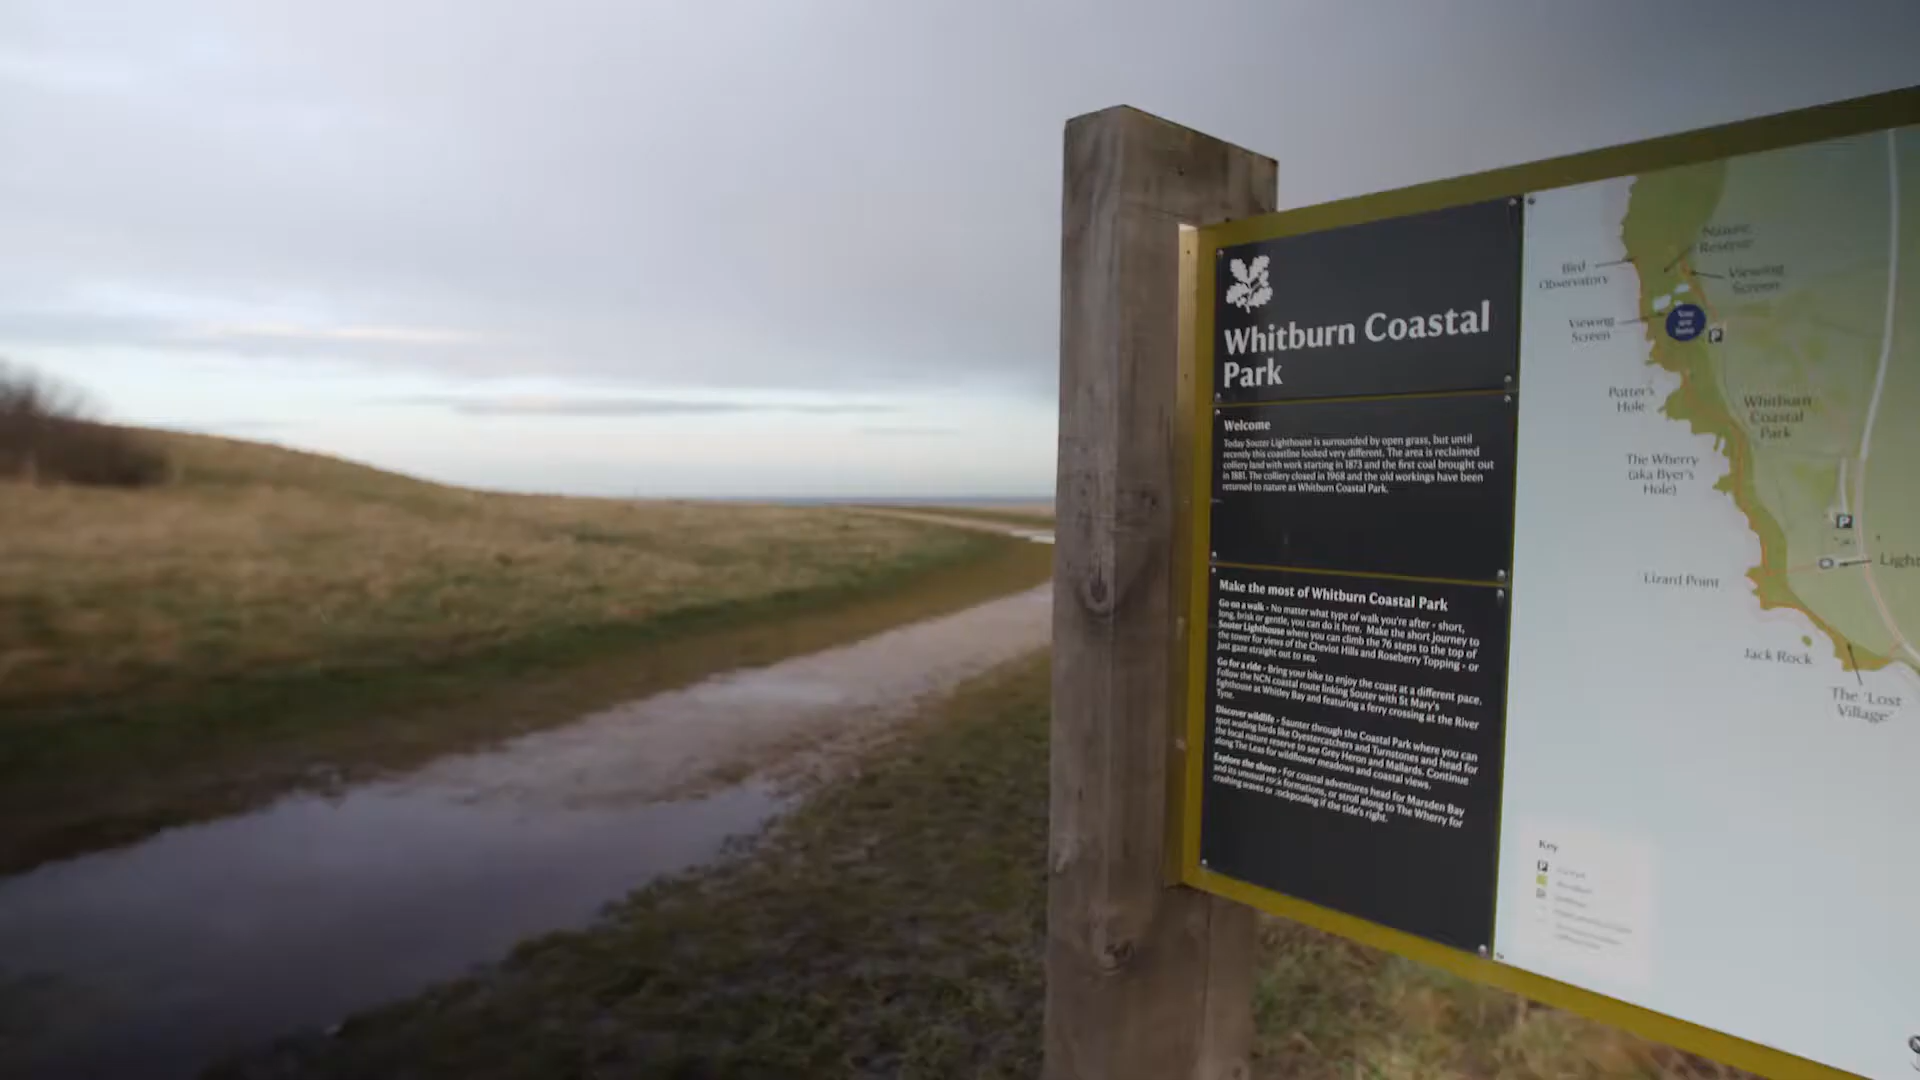 Whitburn Coastal
Park
Welcome
Today Souter Lighthouse is surrounded by open grass, but until
recently this coastline looked very different. The area is reclaimed
colliery land with work starting in 1873 and the first coal brought out
in 1881. The colliery closed in 1968 and the old workings have been
returned to nature as Whitburn Coastal Park.
Make the most of Whitburn Coastal Park
Go on a walk - No matter what type of walk you're after - short,
long, brisk or gentle, you can do it here. Make the short journey to
Souter Lighthouse where you can climb the 76 steps to the top of
the tower for views of the Cheviot Hills and Roseberry Topping - or
just gaze straight out to sea.
Go for a ride - Bring your bike to enjoy the coast at a different pace.
Follow the NCN coastal route linking Souter with St Mary's
lighthouse at Whitley Bay and featuring a ferry crossing at the River
Tyne.
Discover wildlife - Saunter through the Coastal Park where you can
spot wading birds like Oystercatchers and Turnstones and head for
the local nature reserve to see Grey Heron and Mallards. Continue
along The Leas for wildflower meadows and coastal views.
Explore the shore - For coastal adventures head for Marsden Bay
and its unusual rock formations, or stroll along to The Wherry for
crashing waves or rockpooling if the tide's right.
Nature
Reserve
Bird
Observatory
Viewing
Screen
Viewing
Screen
You
are
here
P
Potter's
Hole
Whitburn
Coastal
Park
The Wherry
(aka Byer's
Hole)
P
Light
Lizard Point
Jack Rock
The 'Lost
Village'
Key
P